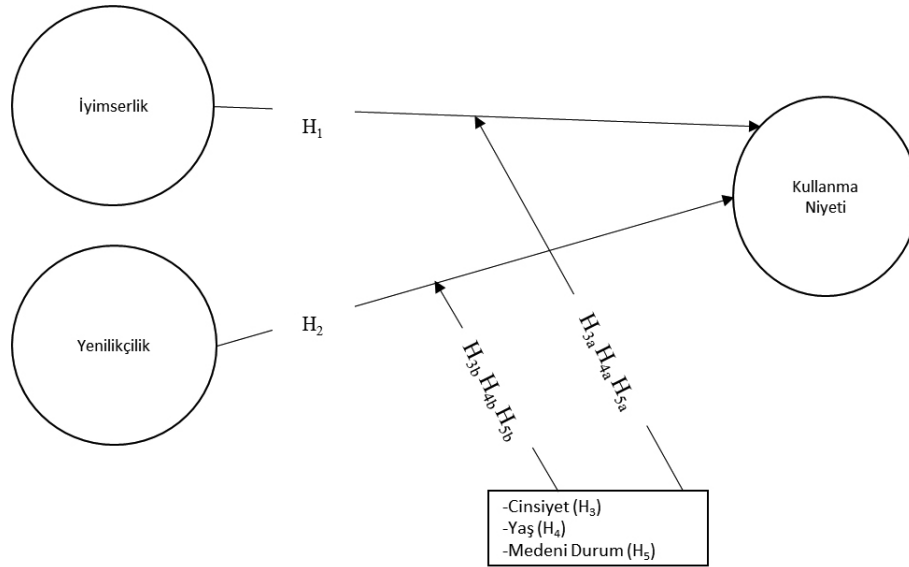 İyimserlik
H₁
Kullanma
Niyeti
Yenilikçilik
H₂
H₃ₐ H₄ₐ H₅ₐ
H₃b H₄b H₅b
-Cinsiyet (H₃)
-Yaş (H₄)
-Medeni Durum (H₅)